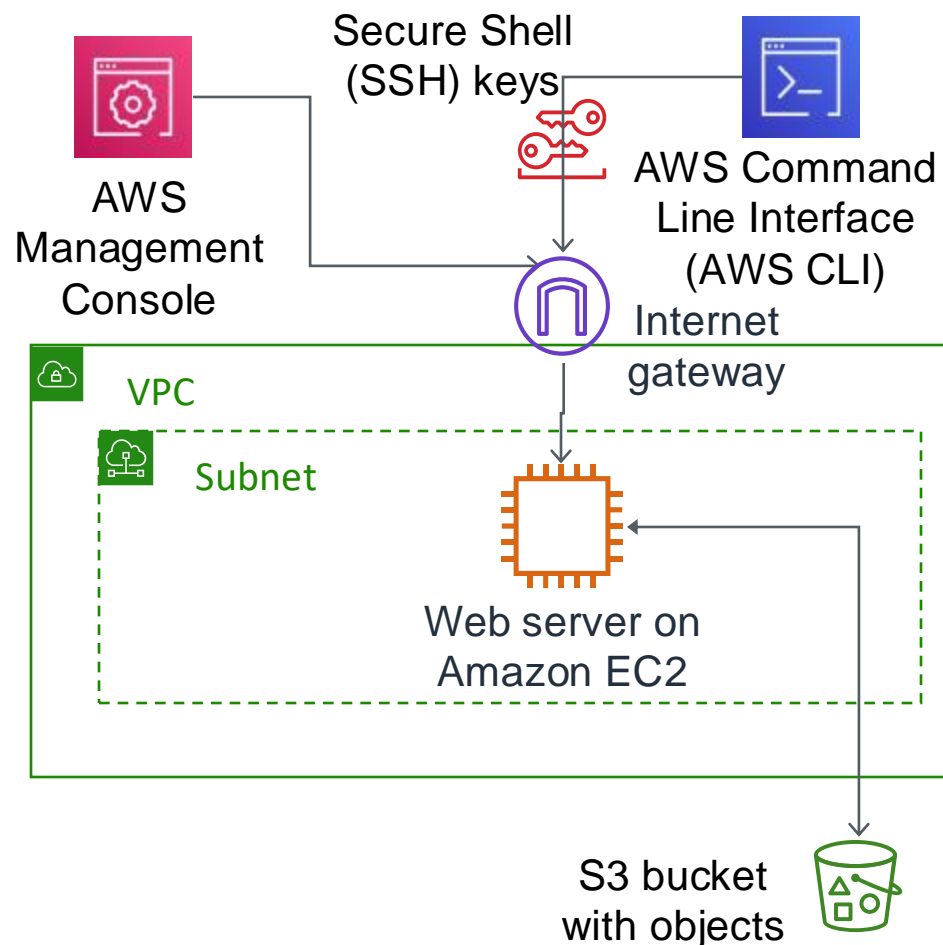 Secure Shell
(SSH) keys
AWS
Management
Console
AWS Command
Line Interface
(AWS CLI)
Internet
gateway
VPC
Subnet
Web server on
Amazon EC2
S3 bucket
with objects